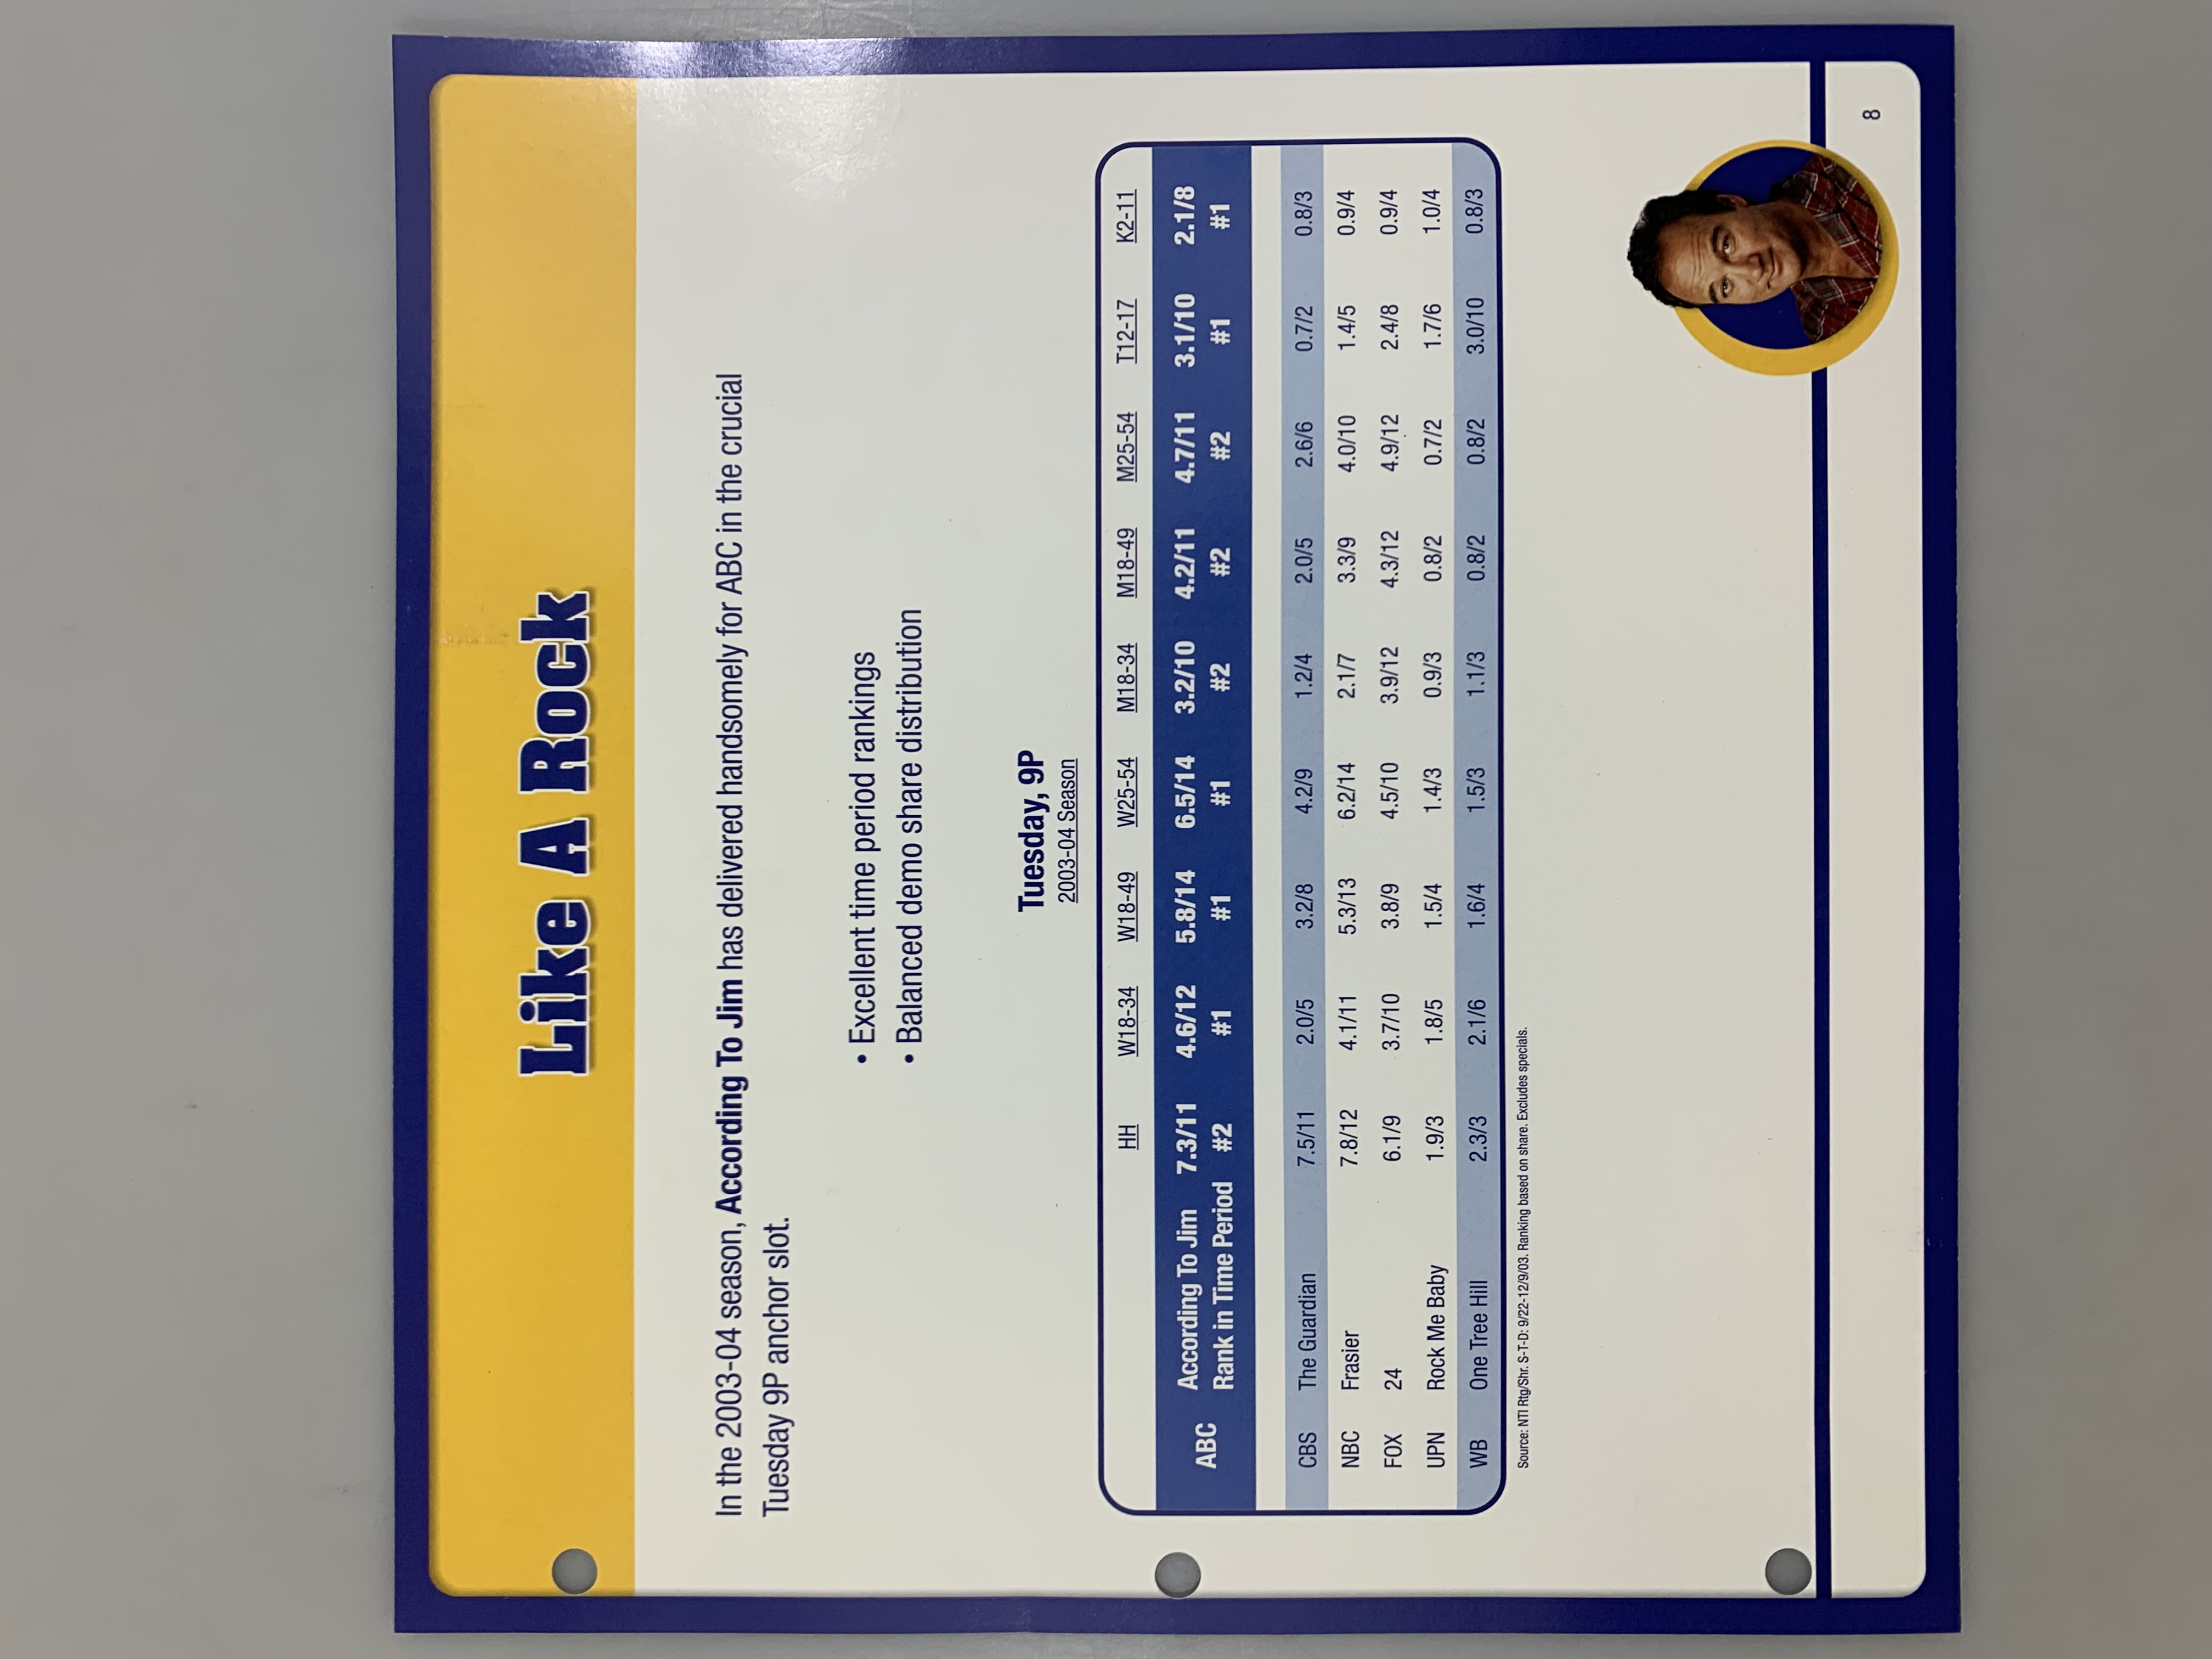 Like A Rock
In the 2003-04 season, According To Jim has delivered handsomely for ABC in the crucial
Tuesday 9P anchor slot.
• Excellent time period rankings
• Balanced demo share distribution
Tuesday, 9P
2003-04 Season
HH W18-34 W18-49 W25-54 M18-34 M18-49 M25-54 T12-17 K2-11
ABC According To Jim 7.3/11 4.6/12 5.8/14 6.5/14 3.2/10 4.2/11 4.7/11 3.1/10 2.1/8
Rank in Time Period #2 #1 #1 #1 #2 #2 #2 #1 #1
CBS The Guardian 7.5/11 2.0/5 3.2/8 4.2/9 1.2/4 2.0/5 2.6/6 0.7/2 0.8/3
NBC Frasier 7.8/12 4.1/11 5.3/13 6.2/14 2.1/7 3.3/9 4.0/10 1.4/5 0.9/4
FOX 24 6.1/9 3.7/10 3.8/9 4.5/10 3.9/12 4.3/12 4.9/12 2.4/8 0.9/4
UPN Rock Me Baby 1.9/3 1.8/5 1.5/4 1.4/3 0.9/3 0.8/2 0.7/2 1.7/6 1.0/4
WB One Tree Hill 2.3/3 2.1/6 1.6/4 1.5/3 1.1/3 0.8/2 0.8/2 3.0/10 0.8/3
Source: NTI Rtg/Shr. S-T-D: 9/22-12/9/03. Ranking based on share. Excludes specials.
8